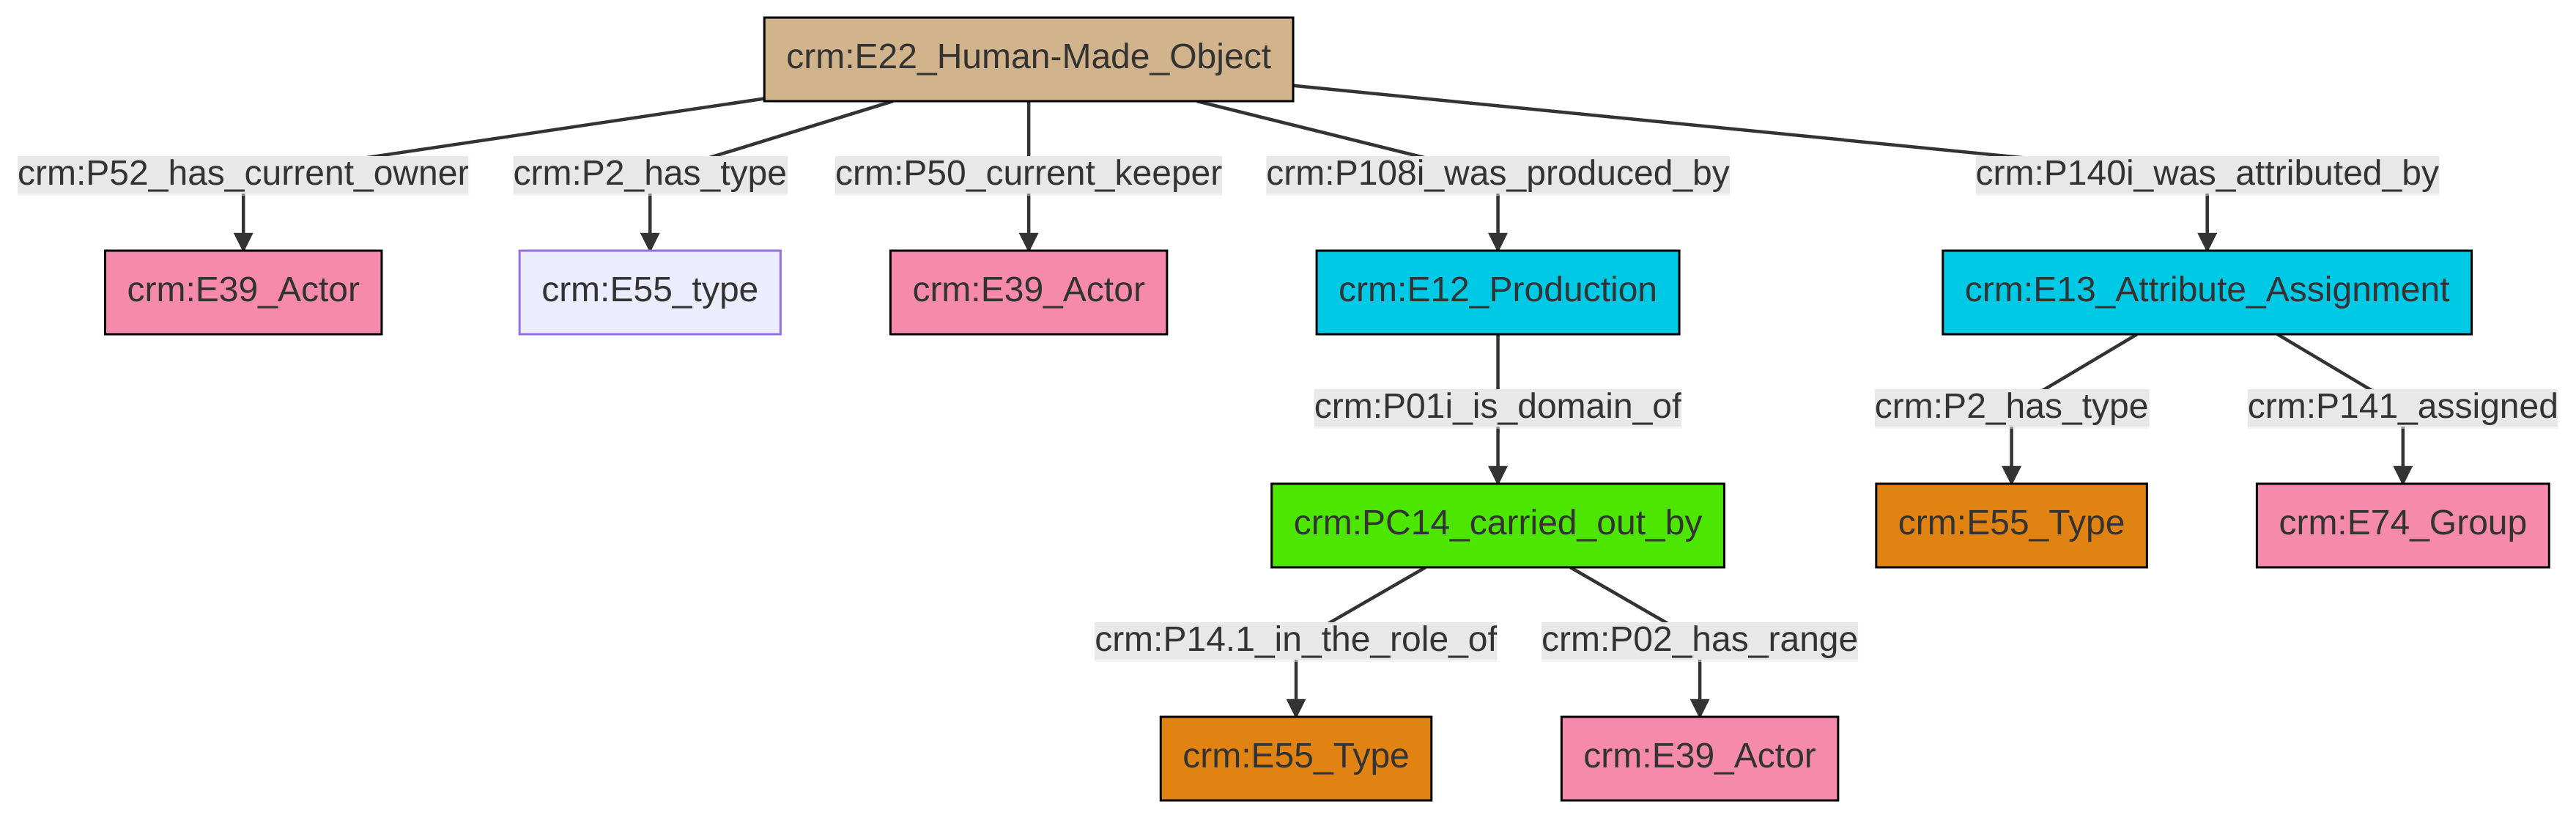 crm:E22_Human-Made_Object
crm:P52_has_current_owner
crm:P2_has_type
crm:P50_current_keeper
crm:P108i_was_produced_by
crm:P140i_was_attributed_by
crm:E39_Actor
crm:E55_type
crm:E39_Actor
crm:E12_Production
crm:E13_Attribute_Assignment
crm:P01i_is_domain_of
crm:P2_has_type
crm:P141_assigned
crm:PC14_carried_out_by
crm:E55_Type
crm:E74_Group
crm:P14.1_in_the_role_of
crm:P02_has_range
crm:E55_Type
crm:E39_Actor